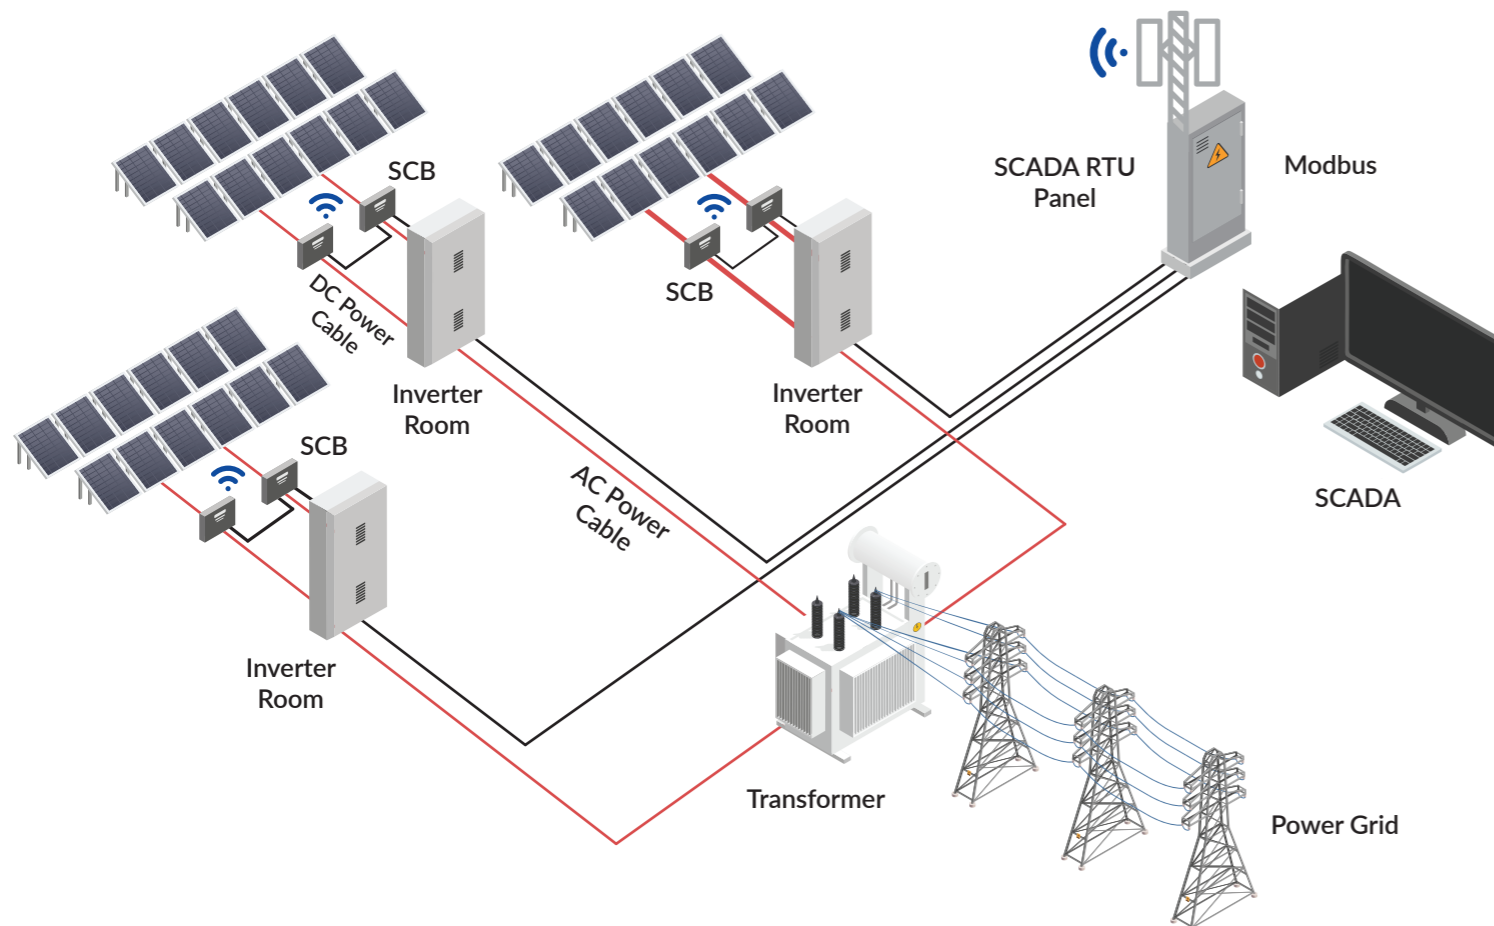 SCB
SCADA RTU
Panel
Modbus
DC Power
Cable
SCB
Inverter
Room
Inverter
Room
SCB
AC Power
Cable
SCADA
Inverter
Room
Transformer
Power Grid